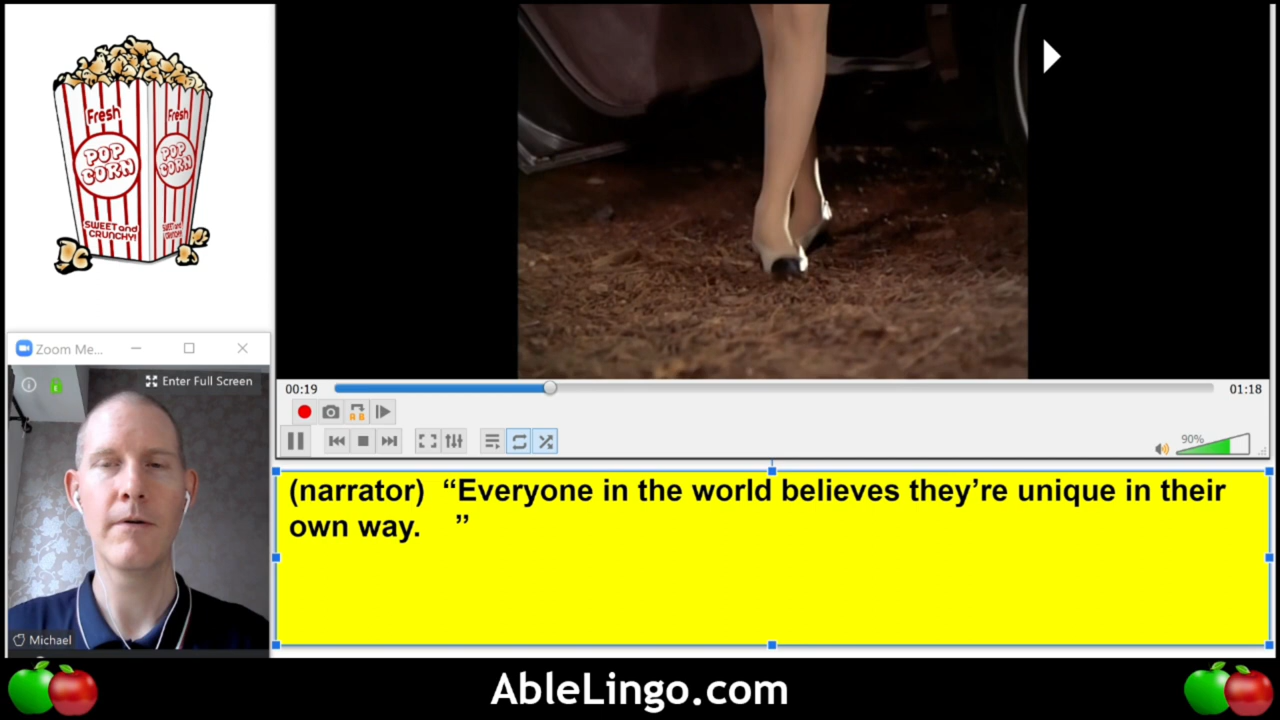 Fresh
Fresh
POP
CORN
POP
CORN
SWEET and
CRUNCHY!
Zoom Me...
Enter Full Screen
Michael
00:19
01:18
90%
(narrator) “Everyone in the world believes they’re unique in their
own way. ”
AbleLingo.com